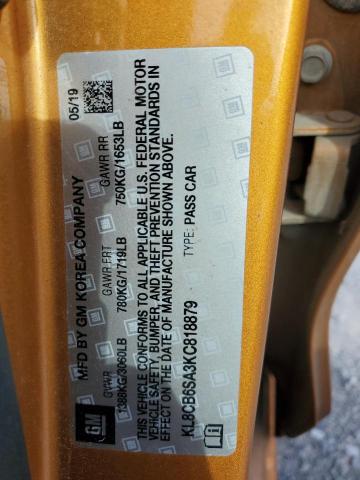 GM
MFD BY GM KOREA COMPANY 05/19
GVWR GAWR FRT GAWR RR
1388KG/3060LB 780KG/1719LB 750KG/1653LB
THIS VEHICLE CONFORMS TO ALL APPLICABLE U.S. FEDERAL MOTOR
VEHICLE SAFETY, BUMPER, AND THEFT PREVENTION STANDARDS IN
EFFECT ON THE DATE OF MANUFACTURE SHOWN ABOVE.
KL8CB6SA3KC818879 TYPE: PASS CAR